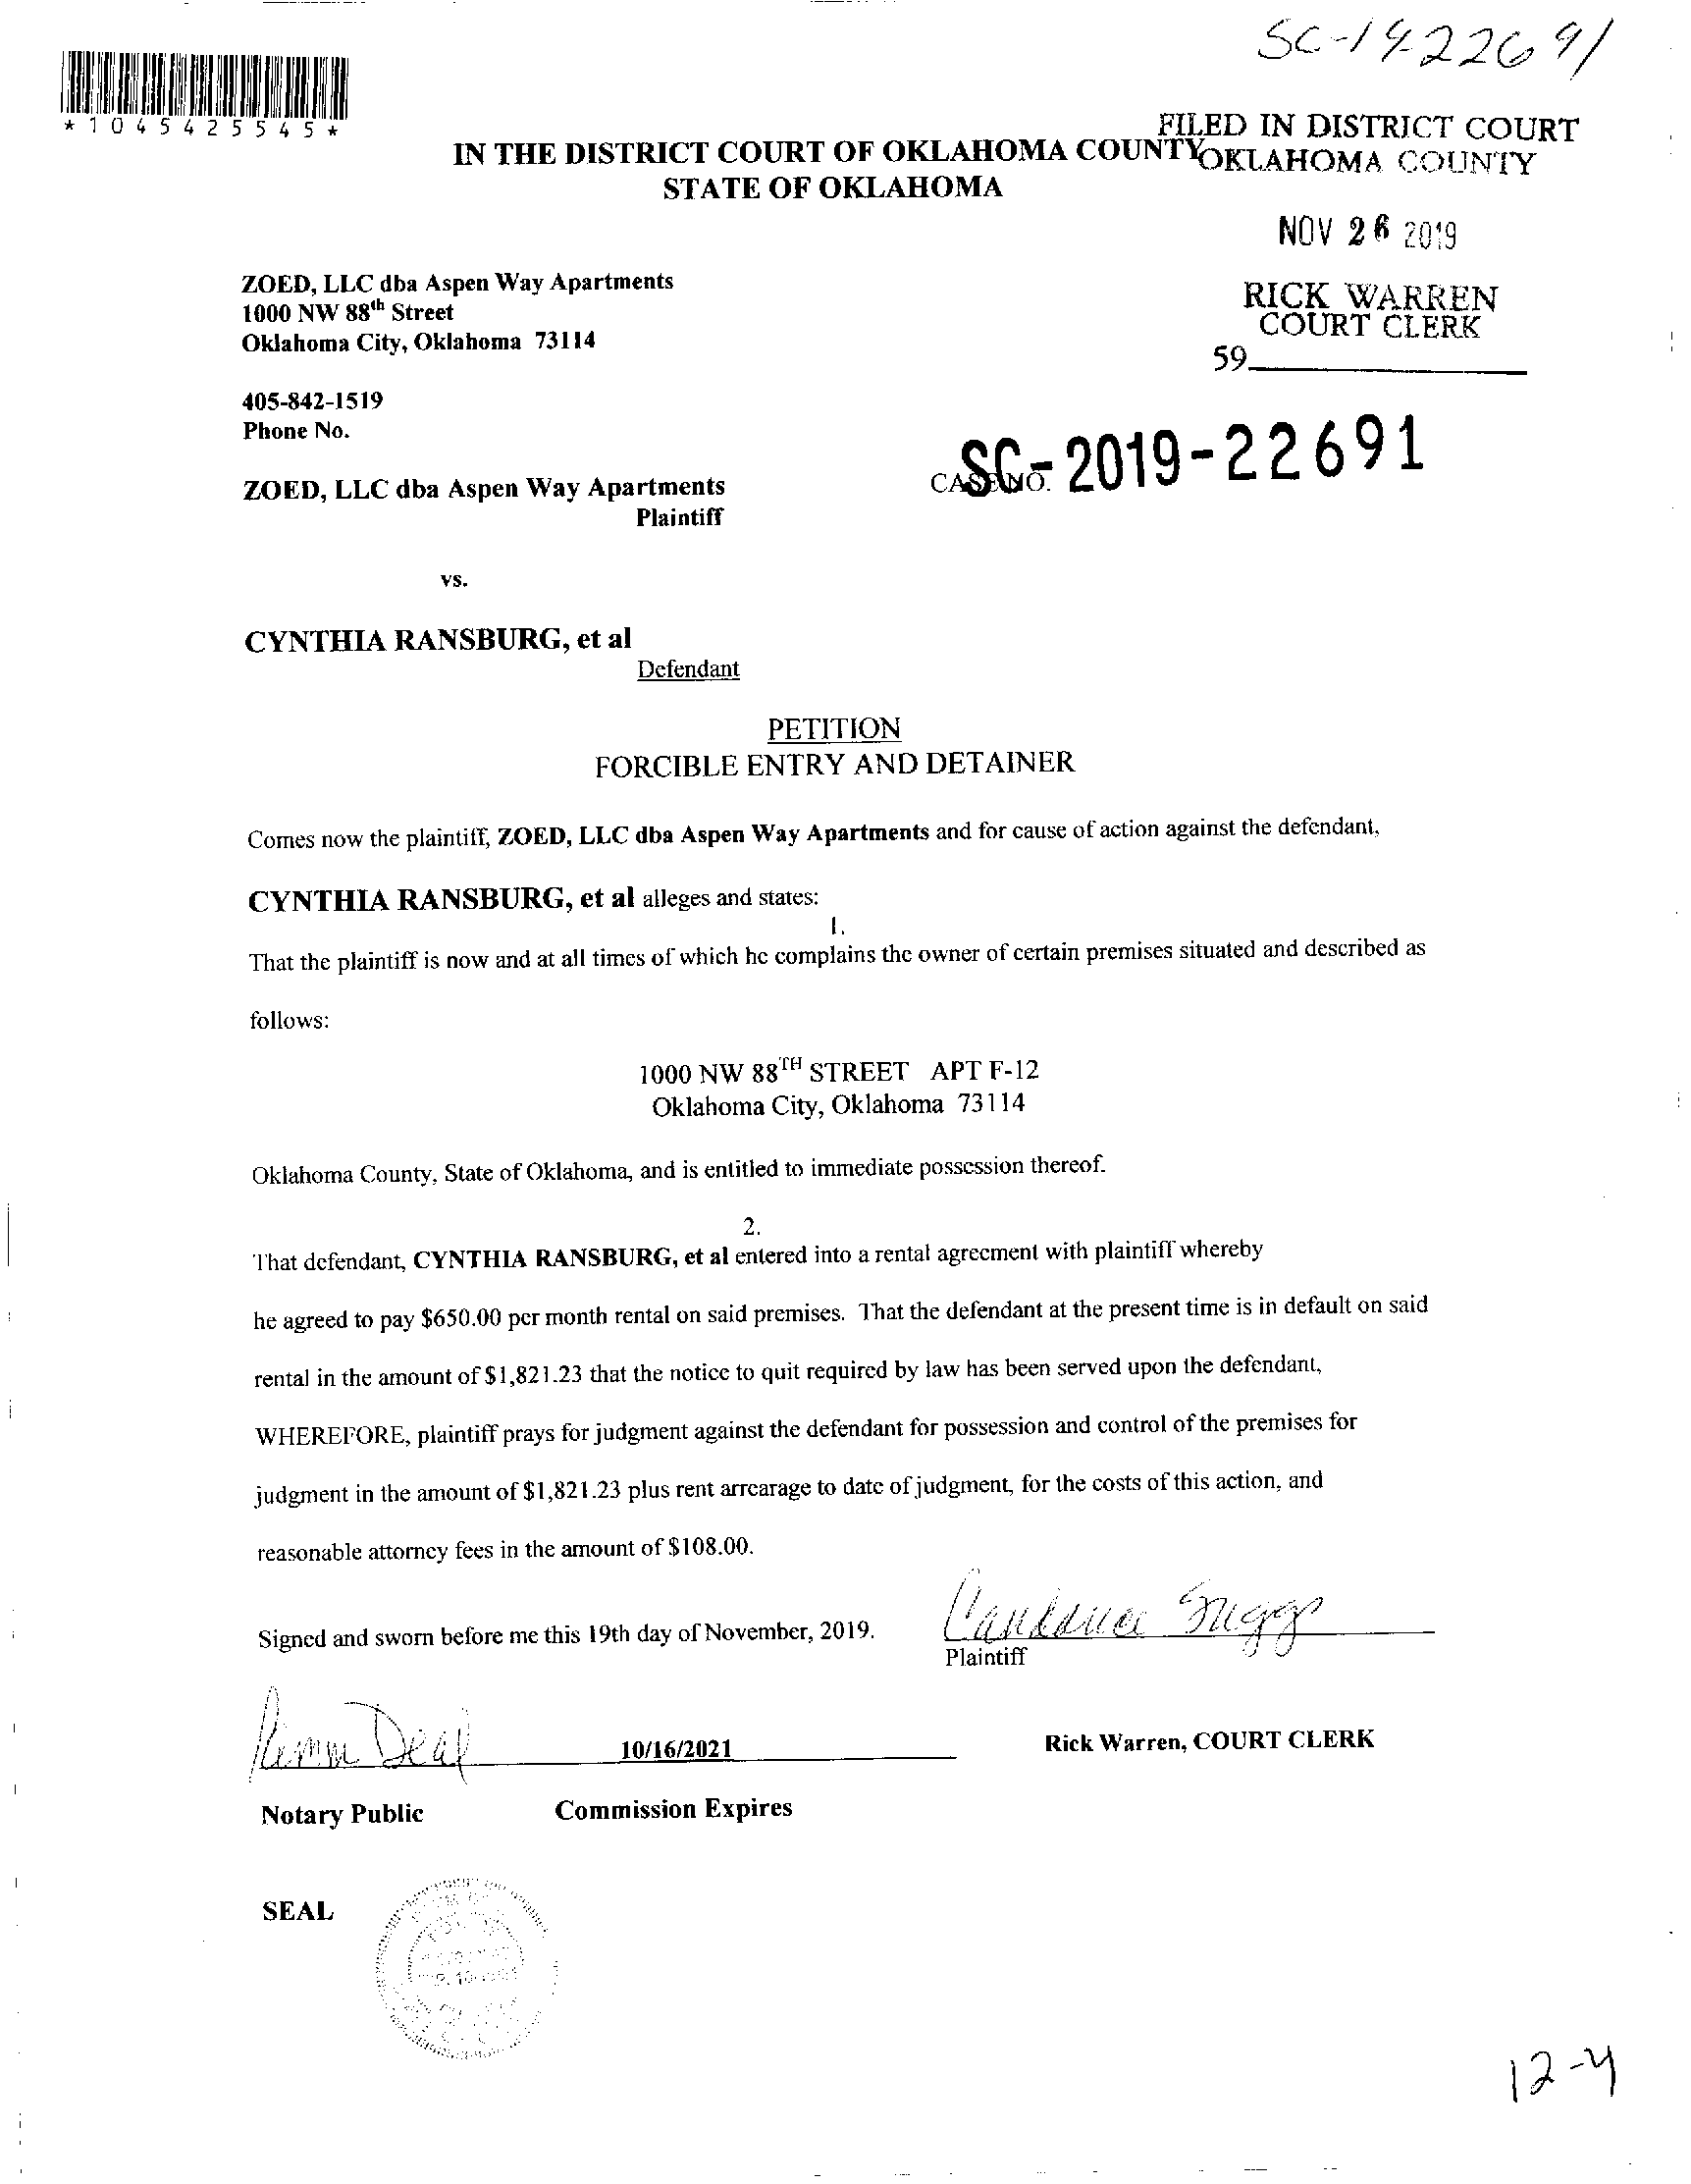 SC-1922691
*1045425545*
FILED IN DISTRICT COURT
OKLAHOMA COUNTY
IN THE DISTRICT COURT OF OKLAHOMA COUNTY
STATE OF OKLAHOMA
NOV 26 2019
RICK WARREN
COURT CLERK
59
ZOED, LLC dba Aspen Way Apartments
1000 NW 88th Street
Oklahoma City, Oklahoma 73114
405-842-1519
Phone No.
CASE NO. SC-2019-22691
ZOED, LLC dba Aspen Way Apartments
Plaintiff
vs.
CYNTHIA RANSBURG, et al
Defendant
PETITION
FORCIBLE ENTRY AND DETAINER
Comes now the plaintiff, ZOED, LLC dba Aspen Way Apartments and for cause of action against the defendant,
CYNTHIA RANSBURG, et al alleges and states:
1.
That the plaintiff is now and at all times of which he complains the owner of certain premises situated and described as
follows:
1000 NW 88TH STREET APT F-12
Oklahoma City, Oklahoma 73114
Oklahoma County, State of Oklahoma, and is entitled to immediate possession thereof.
2.
That defendant, CYNTHIA RANSBURG, et al entered into a rental agreement with plaintiff whereby
he agreed to pay $650.00 per month rental on said premises. That the defendant at the present time is in default on said
rental in the amount of $1,821.23 that the notice to quit required by law has been served upon the defendant,
WHEREFORE, plaintiff prays for judgment against the defendant for possession and control of the premises for
judgment in the amount of $1,821.23 plus rent arrearage to date of judgment, for the costs of this action, and
reasonable attorney fees in the amount of $108.00.
Signed and sworn before me this 19th day of November, 2019.
Candance Suggs
Plaintiff
Deal 10/16/2021
Rick Warren, COURT CLERK
Notary Public Commission Expires
SEAL
12-4